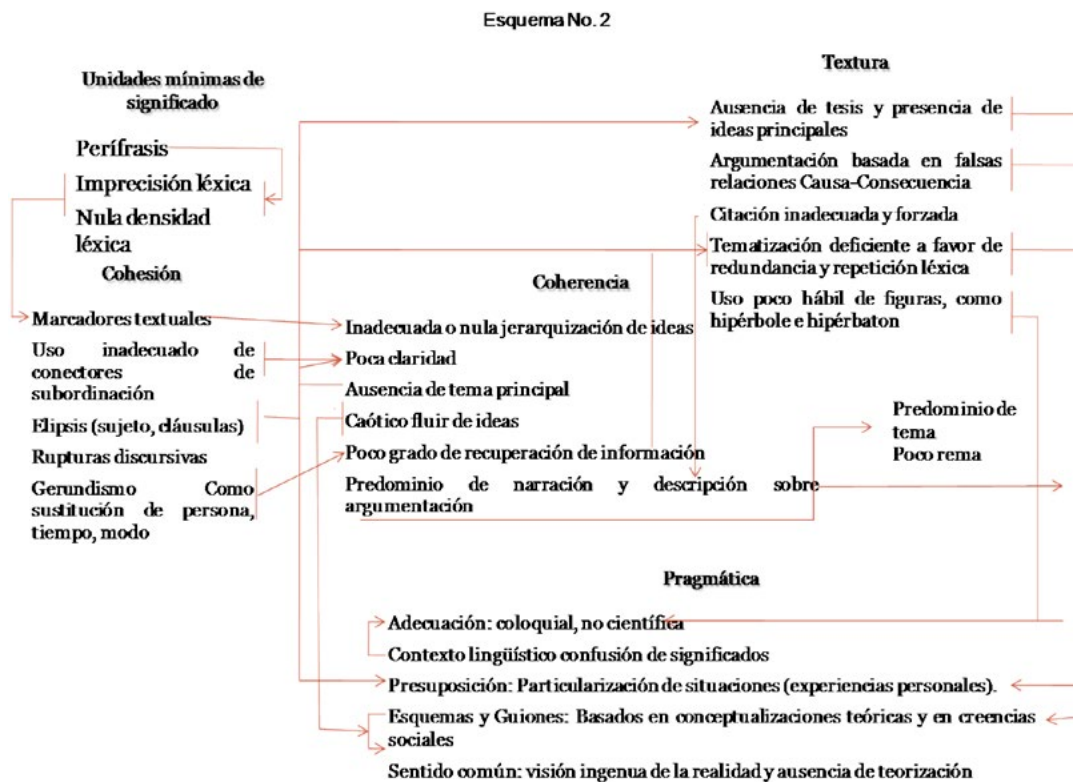 Esquema No. 2
Unidades mínimas de
significado
Perífrasis
Imprecisión léxica
Nula densidad
léxica
Cohesión
Marcadores textuales
Uso inadecuado de
conectores de
subordinación
Elipsis (sujeto, cláusulas)
Rupturas discursivas
Gerundismo Como
sustitución de persona,
tiempo, modo
Coherencia
Inadecuada o nula jerarquización de ideas
Poca claridad
Ausencia de tema principal
Caótico fluir de ideas
Poco grado de recuperación de información
Predominio de narración y descripción sobre
argumentación
Textura
Ausencia de tesis y presencia de
ideas principales
Argumentación basada en falsas
relaciones Causa-Consecuencia
Citación inadecuada y forzada
Tematización deficiente a favor de
redundancia y repetición léxica
Uso poco hábil de figuras, como
hipérbole e hipérbaton
Predominio de
tema
Poco rema
Pragmática
Adecuación: coloquial, no científica
Contexto lingüístico confusión de significados
Presuposición: Particularización de situaciones (experiencias personales).
Esquemas y Guiones: Basados en conceptualizaciones teóricas y en creencias
sociales
Sentido común: visión ingenua de la realidad y ausencia de teorización